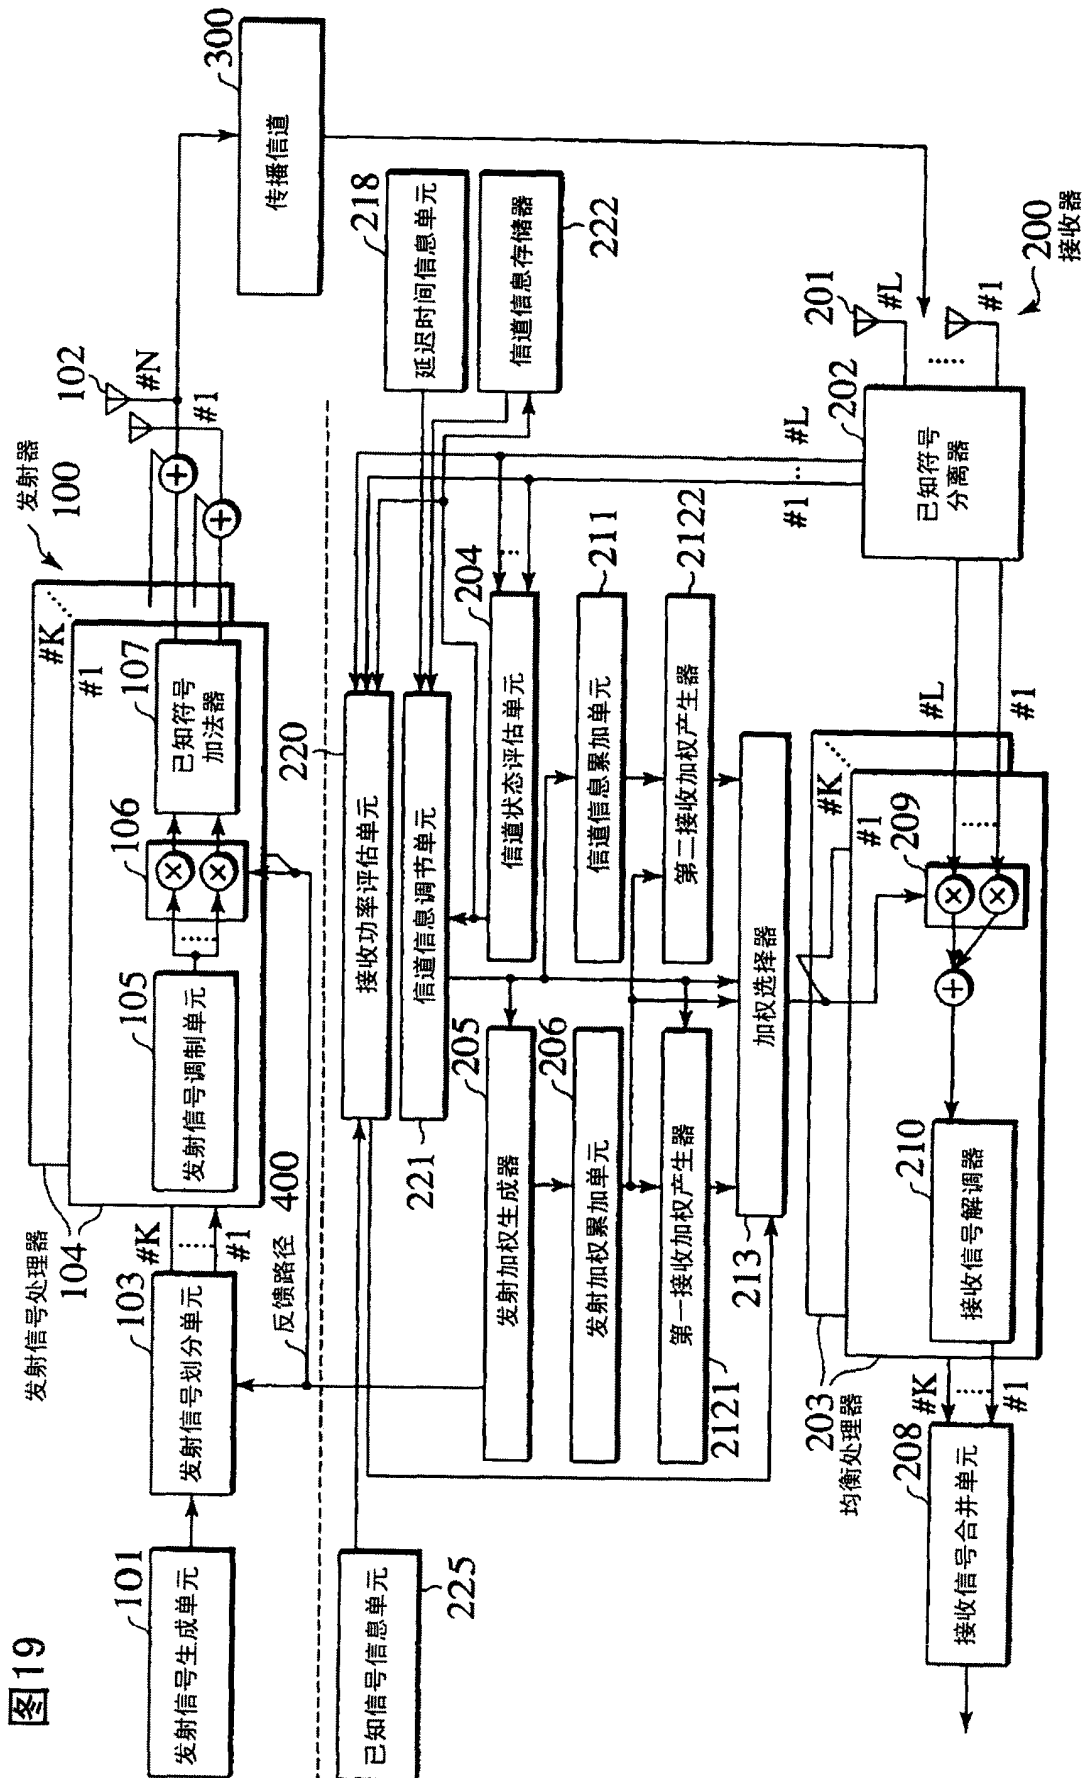 图19
101
发射信号生成单元
103
发射信号划分单元
#K
#1
发射信号处理器
104
105
发射信号调制单元
106
107
已知符号
加法器
#1
#K
发射器
100
102
#N
#1
300
传播信道
反馈路径
400
225
已知信号信息单元
220
接收功率评估单元
221
信道信息调节单元
218
延迟时间信息单元
222
信道信息存储器
204
信道状态评估单元
205
发射加权生成器
206
发射加权累加单元
211
信道信息累加单元
2121
第一接收加权产生器
2122
第二接收加权产生器
213
加权选择器
#1
#L
202
已知符号
分离器
201
#L
#1
200
接收器
#L
#1
#K
#1
209
210
接收信号解调器
203
均衡处理器
#K
#1
208
接收信号合并单元